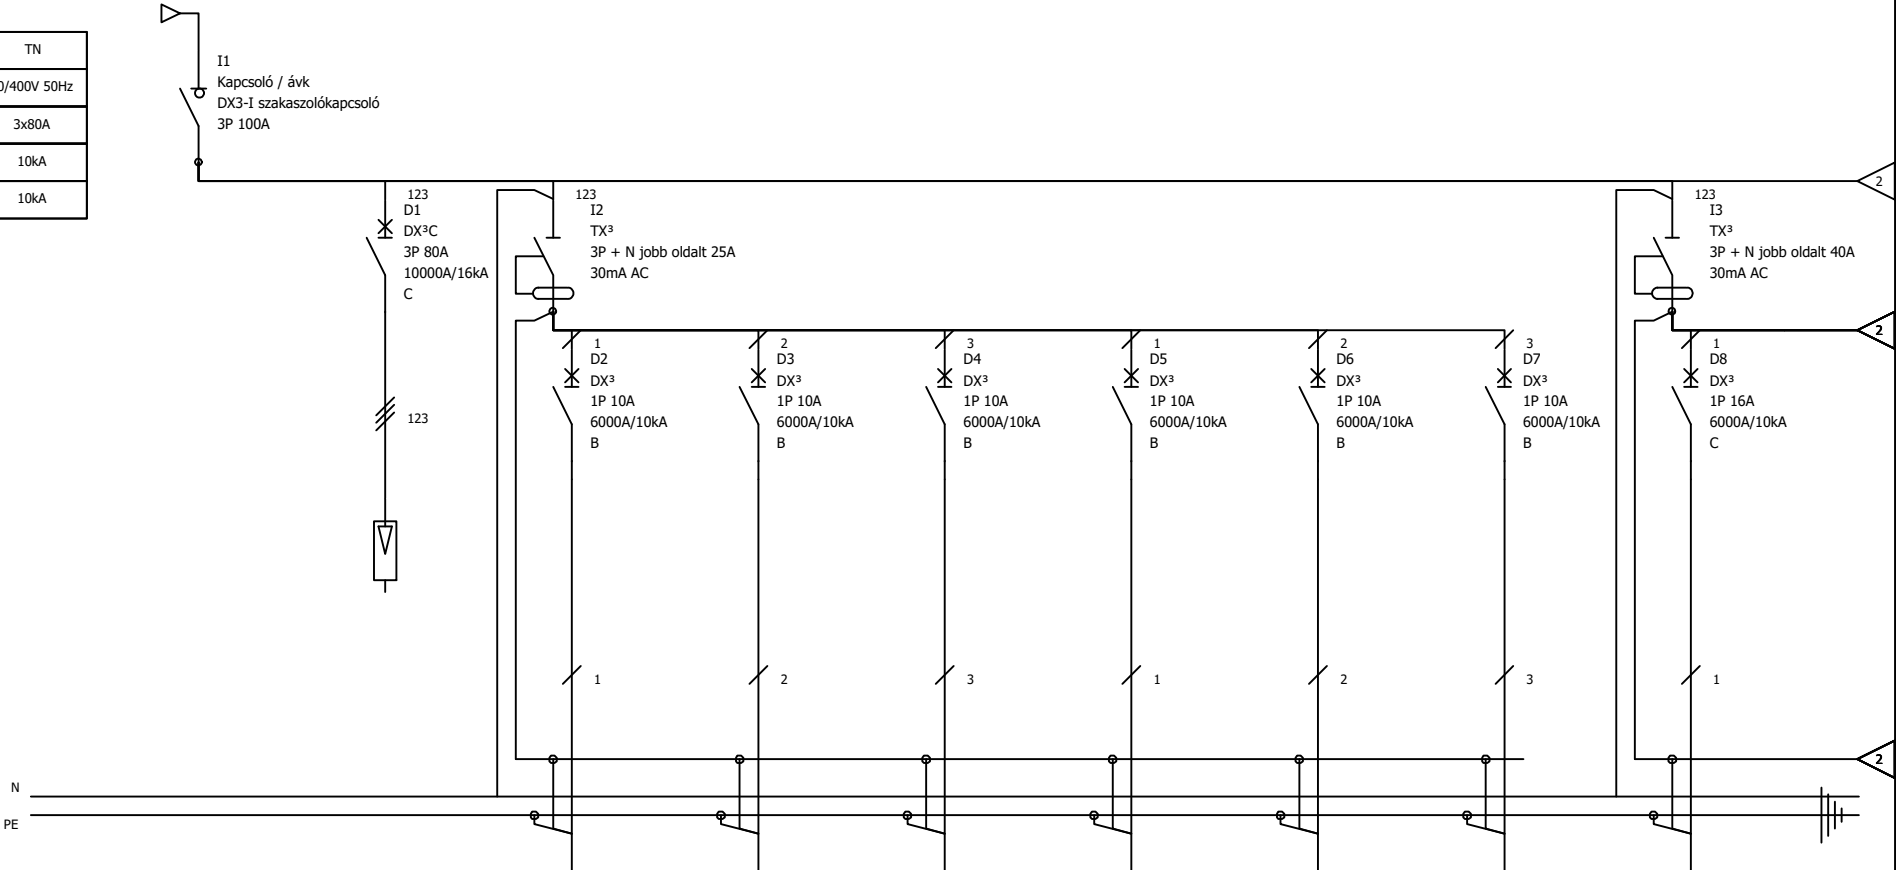 TN
0/400V 50Hz
3x80A
10kA
10kA
I1
Kapcsoló / ávk
DX3-I szakaszolókapcsoló
3P 100A
2
123
D1
DX³C
3P 80A
10000A/16kA
C
123
123
I2
TX³
3P + N jobb oldalt 25A
30mA AC
123
I3
TX³
3P + N jobb oldalt 40A
30mA AC
2
1
D2
DX³
1P 10A
6000A/10kA
B
2
D3
DX³
1P 10A
6000A/10kA
B
3
D4
DX³
1P 10A
6000A/10kA
B
1
D5
DX³
1P 10A
6000A/10kA
B
2
D6
DX³
1P 10A
6000A/10kA
B
3
D7
DX³
1P 10A
6000A/10kA
B
1
D8
DX³
1P 16A
6000A/10kA
C
1
2
3
1
2
3
1
2
N
PE